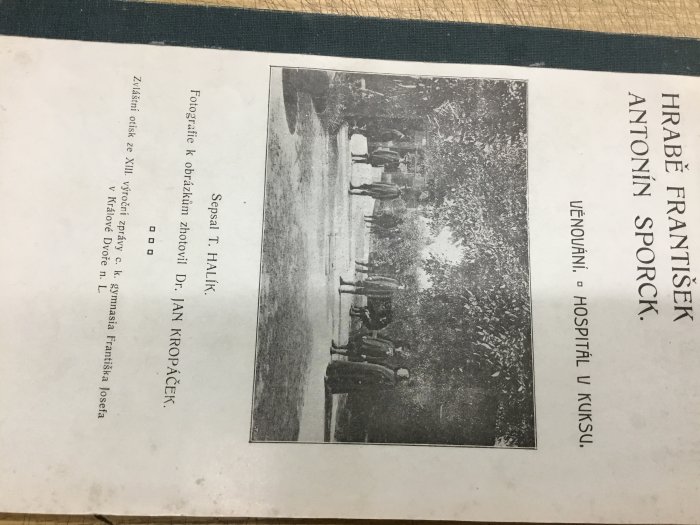 HRABĚ FRANTIŠEK
ANTONÍN SPORCK.
VĚNOVÁNÍ. ▫ HOSPITÁL V KUKSU.
Sepsal T. HALÍK.
Fotografie k obrázkům zhotovil Dr. JAN KROPÁČEK.
▫ ▫ ▫
Zvláštní otisk ze XIII. výroční zprávy c. k. gymnasia Františka Josefa
v Králové Dvoře n. L.